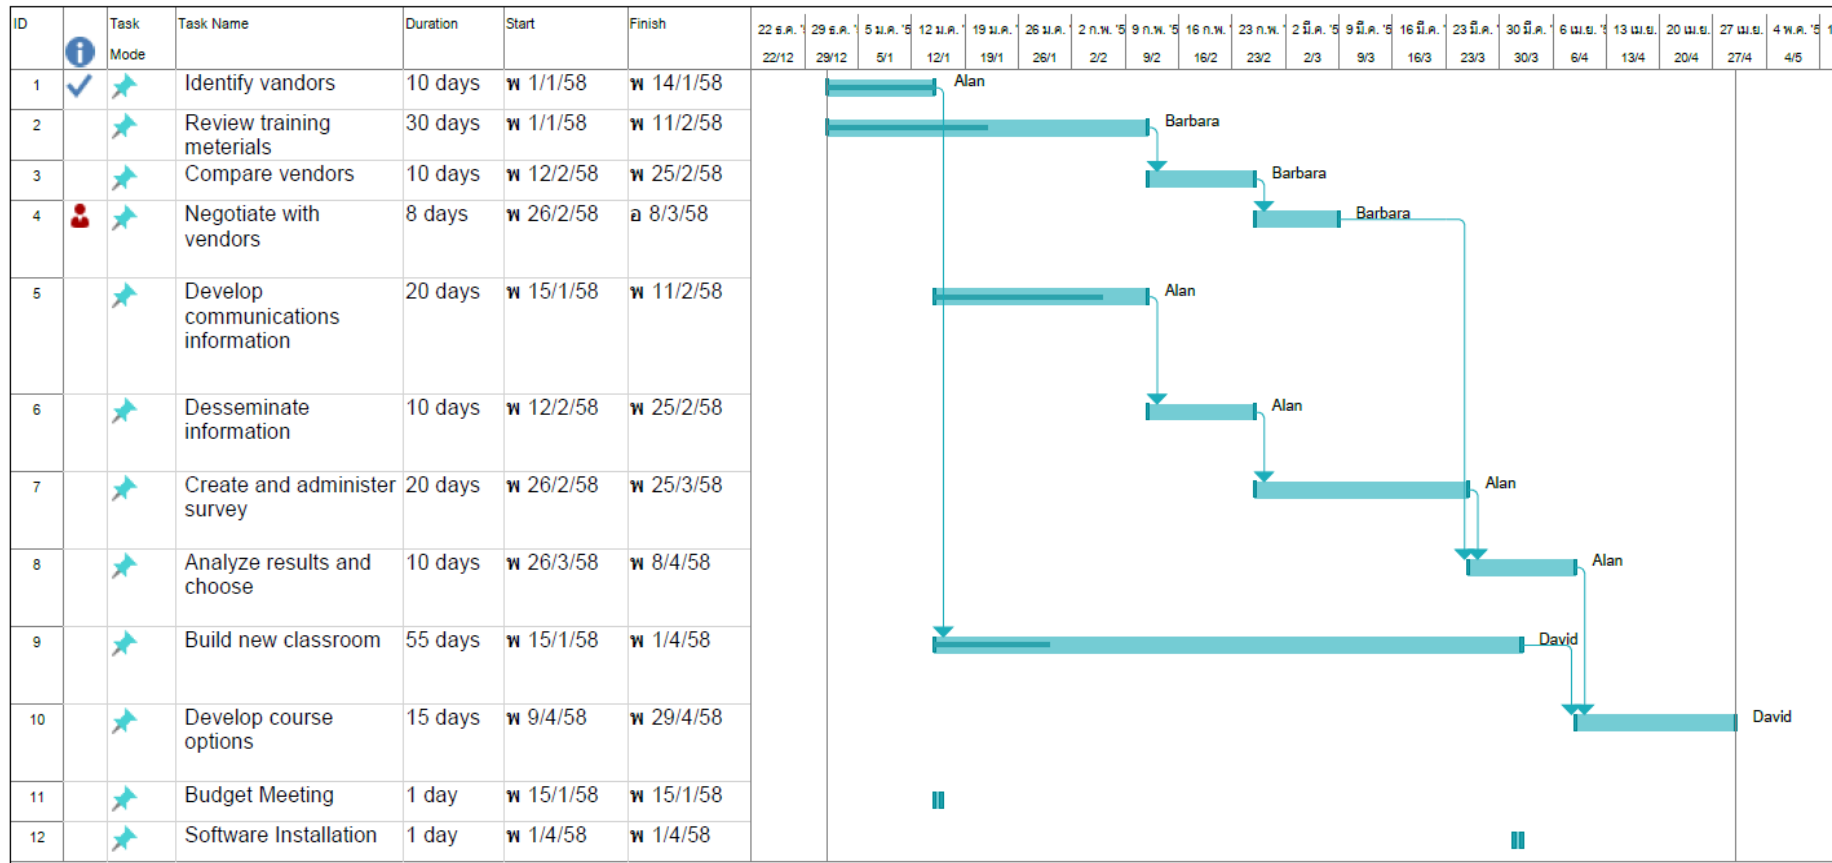 ID Task Mode Task Name Duration Start Finish
22 ธ.ค. '5 29 ธ.ค. '5 5 ม.ค. '5 12 ม.ค. ' 19 ม.ค. ' 26 ม.ค. ' 2 ก.พ. '5 9 ก.พ. '5 16 ก.พ. ' 23 ก.พ. ' 2 มี.ค. '5 9 มี.ค. '5 16 มี.ค. ' 23 มี.ค. ' 30 มี.ค. ' 6 เม.ย. '5 13 เม.ย. 20 เม.ย. 27 เม.ย. 4 พ.ค. '5 1
22/12 29/12 5/1 12/1 19/1 26/1 2/2 9/2 16/2 23/2 2/3 9/3 16/3 23/3 30/3 6/4 13/4 20/4 27/4 4/5
1 Identify vandors 10 days พ 1/1/58 พ 14/1/58 Alan
2 Review training 30 days พ 1/1/58 พ 11/2/58 Barbara
meterials
3 Compare vendors 10 days พ 12/2/58 พ 25/2/58 Barbara
4 Negotiate with 8 days พ 26/2/58 อ 8/3/58 Barbara
vendors
5 Develop 20 days พ 15/1/58 พ 11/2/58 Alan
communications
information
6 Desseminate 10 days พ 12/2/58 พ 25/2/58 Alan
information
7 Create and administer 20 days พ 26/2/58 พ 25/3/58 Alan
survey
8 Analyze results and 10 days พ 26/3/58 พ 8/4/58 Alan
choose
9 Build new classroom 55 days พ 15/1/58 พ 1/4/58 David
10 Develop course 15 days พ 9/4/58 พ 29/4/58 David
options
11 Budget Meeting 1 day พ 15/1/58 พ 15/1/58
12 Software Installation 1 day พ 1/4/58 พ 1/4/58